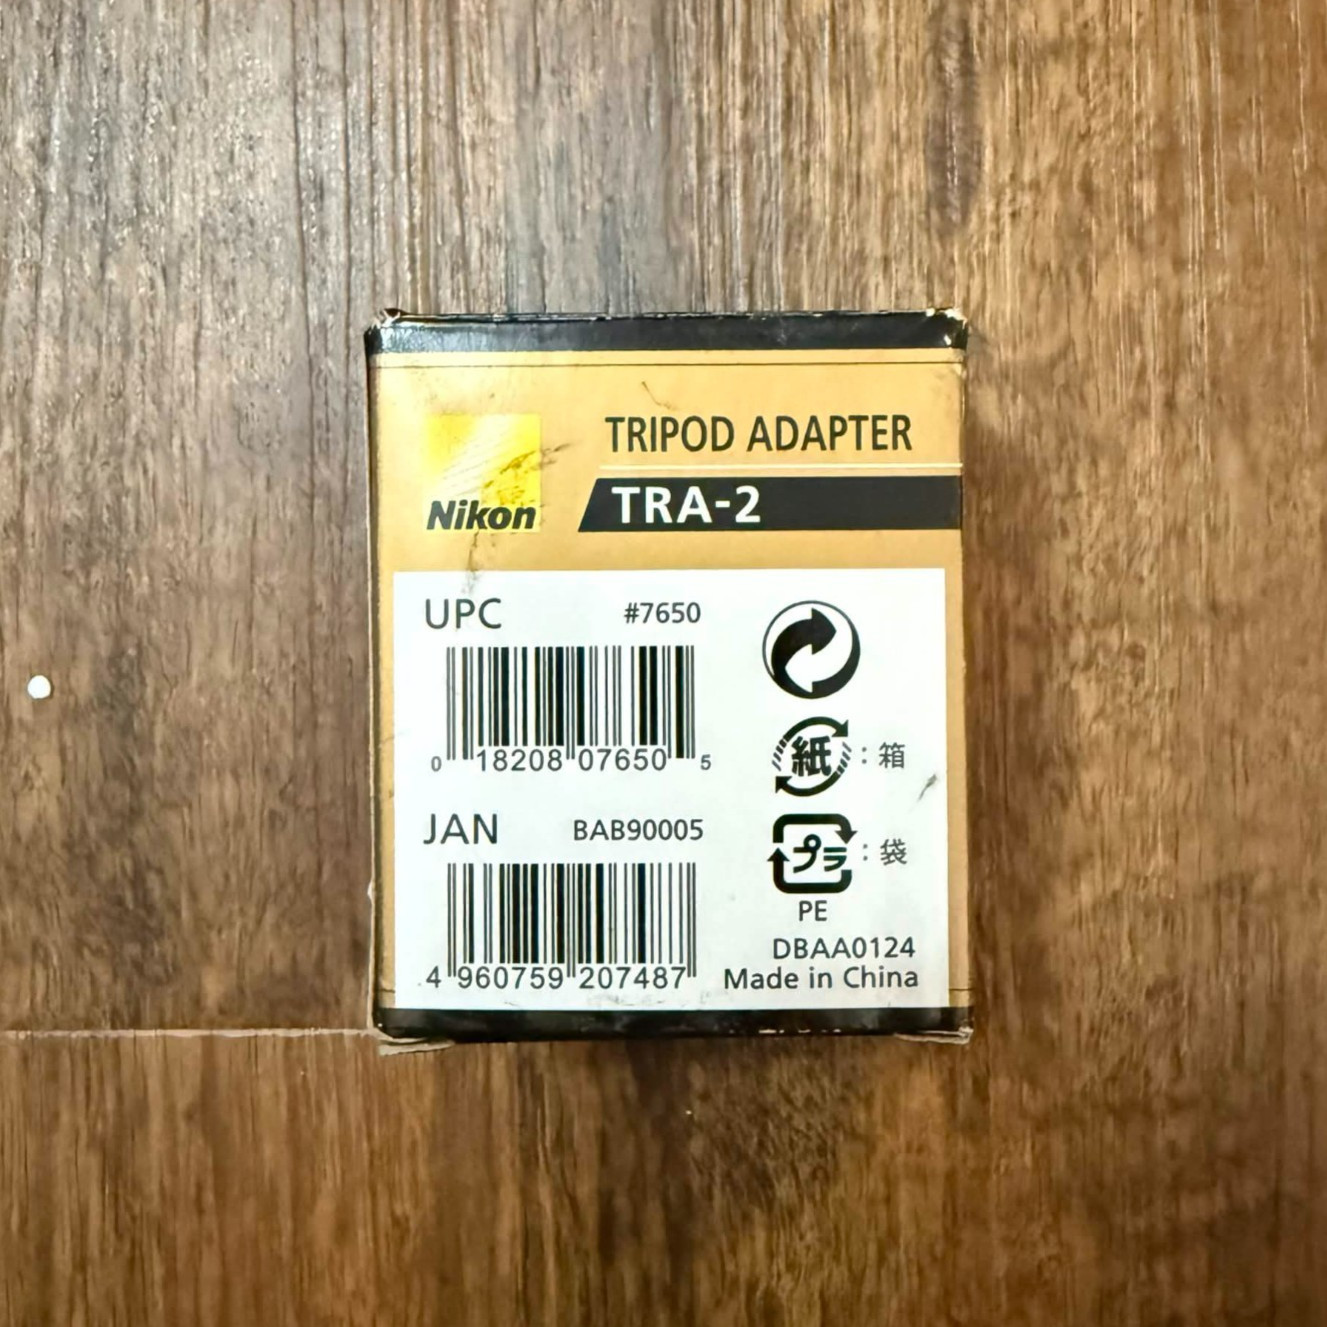 Nikon
TRIPOD ADAPTER
TRA-2
UPC #7650
0 18208 07650 5
JAN BAB90005
4 960759 207487
紙 : 箱
プラ : 袋
PE
DBAA0124
Made in China